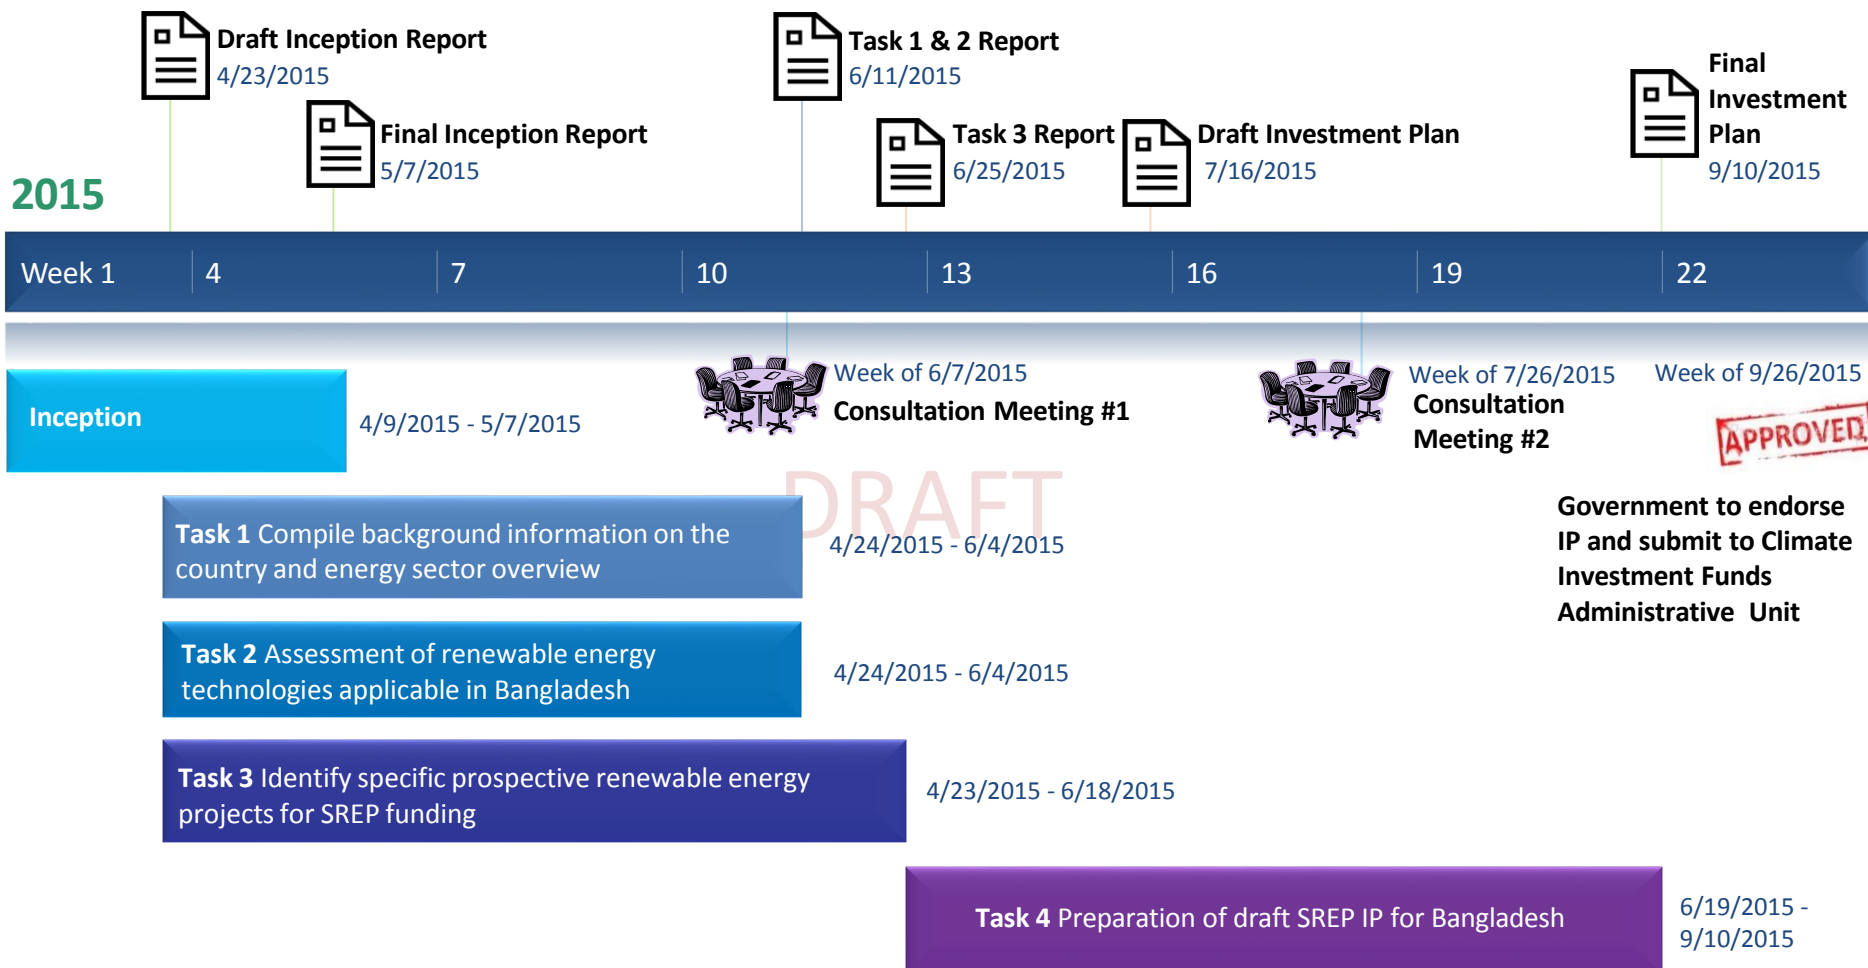 Draft Inception Report
4/23/2015
Final Inception Report
5/7/2015
Task 1 & 2 Report
6/11/2015
Task 3 Report
6/25/2015
Draft Investment Plan
7/16/2015
Final
Investment
Plan
9/10/2015
2015
Week 1 4 7 10 13 16 19 22
Inception
4/9/2015 - 5/7/2015
Week of 6/7/2015
Consultation Meeting #1
Week of 7/26/2015
Consultation
Meeting #2
Week of 9/26/2015
APPROVED
Government to endorse
IP and submit to Climate
Investment Funds
Administrative Unit
DRAFT
Task 1 Compile background information on the
country and energy sector overview
4/24/2015 - 6/4/2015
Task 2 Assessment of renewable energy
technologies applicable in Bangladesh
4/24/2015 - 6/4/2015
Task 3 Identify specific prospective renewable energy
projects for SREP funding
4/23/2015 - 6/18/2015
Task 4 Preparation of draft SREP IP for Bangladesh
6/19/2015 -
9/10/2015